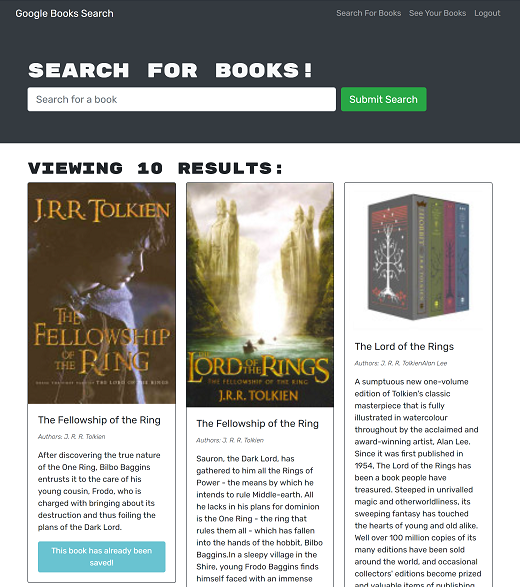 Google Books Search
Search For Books
See Your Books
Logout
SEARCH FOR BOOKS!
Search for a book
Submit Search
VIEWING 10 RESULTS:
J.R.R. TOLKIEN
THE
FELLOWSHIP
OF THE
RING
BEING THE FIRST PART OF THE LORD OF THE RINGS
The Fellowship of the Ring
Authors: J. R. R. Tolkien
After discovering the true nature
of the One Ring, Bilbo Baggins
entrusts it to the care of his
young cousin, Frodo, who is
charged with bringing about its
destruction and thus foiling the
plans of the Dark Lord.
This book has already been
saved!
THE
LORD OF THE RINGS
THE FELLOWSHIP OF THE RING
J.R.R. TOLKIEN
The Fellowship of the Ring
Authors: J. R. R. Tolkien
Sauron, the Dark Lord, has
gathered to him all the Rings of
Power - the means by which he
intends to rule Middle-earth. All
he lacks in his plans for dominion
is the One Ring - the ring that
rules them all - which has fallen
into the hands of the hobbit, Bilbo
Baggins.In a sleepy village in the
Shire, young Frodo Baggins finds
himself faced with an immense
HOBBIT
The Lord of the Rings
Authors: J. R. R. TolkienAlan Lee
A sumptuous new one-volume
edition of Tolkien's classic
masterpiece that is fully
illustrated in watercolour
throughout by the acclaimed and
award-winning artist, Alan Lee.
Since it was first published in
1954, The Lord of the Rings has
been a book people have
treasured. Steeped in unrivalled
magic and otherworldliness, its
sweeping fantasy has touched
the hearts of young and old alike.
Well over 100 million copies of its
many editions have been sold
around the world, and occasional
collectors' editions become prized
and valuable items of publishing